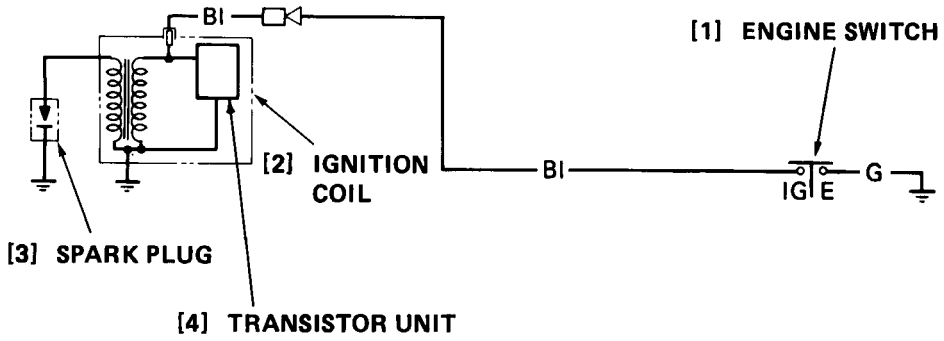 Bl
[1] ENGINE SWITCH
[2] IGNITION
COIL
Bl
IG E
G
[3] SPARK PLUG
[4] TRANSISTOR UNIT